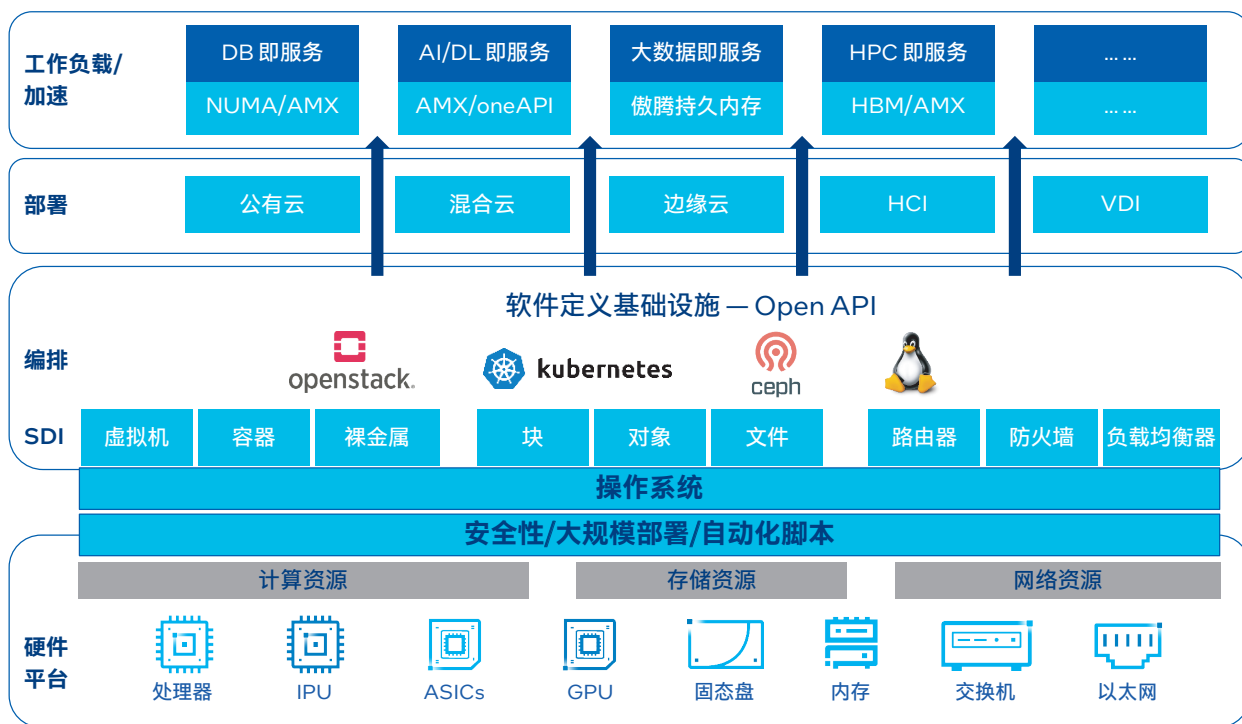 工作负载/
加速
DB 即服务
AI/DL 即服务
大数据即服务
HPC 即服务
... ...
NUMA/AMX
AMX/oneAPI
傲腾持久内存
HBM/AMX
... ...
部署
公有云
混合云
边缘云
HCI
VDI
软件定义基础设施 — Open API
编排
openstack.
kubernetes
ceph
SDI
虚拟机
容器
裸金属
块
对象
文件
路由器
防火墙
负载均衡器
操作系统
安全性/大规模部署/自动化脚本
计算资源
存储资源
网络资源
硬件
平台
处理器
IPU
ASICs
GPU
固态盘
内存
交换机
以太网